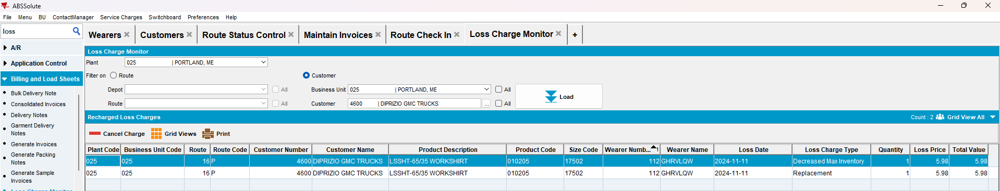 ABSSolute
File Menu BU ContactManager Service Charges Switchboard Preferences Help
loss
Wearers Customers Route Status Control Maintain Invoices Route Check In Loss Charge Monitor +
A/R
Application Control
Billing and Load Sheets
Bulk Delivery Note
Consolidated Invoices
Delivery Notes
Garment Delivery
Notes
Generate Invoices
Generate Packing
Notes
Generate Sample
Invoices
Loss Charge Monitor
Loss Charge Monitor
Plant 025 | PORTLAND, ME
Filter on Route Customer
Depot All Business Unit 025 | PORTLAND, ME All
Route All Customer 4600 | DIPRIZIO GMC TRUCKS ... All
Load
Recharged Loss Charges Count : 2 Grid View All
Cancel Charge Grid Views Print
Plant Code Business Unit Code Route Route Code Customer Number Customer Name Product Description Product Code Size Code Wearer Numb... 1 Wearer Name Loss Date Loss Charge Type Quantity Loss Price Total Value
025 025 16 P 4600 DIPRIZIO GMC TRUCKS LSSHT-65/35 WORKSHIRT 010205 17502 112 GHRVLQW 2024-11-11 Decreased Max Inventory 1 5.98 5.98
025 025 16 P 4600 DIPRIZIO GMC TRUCKS LSSHT-65/35 WORKSHIRT 010205 17502 112 GHRVLQW 2024-11-11 Replacement 1 5.98 5.98